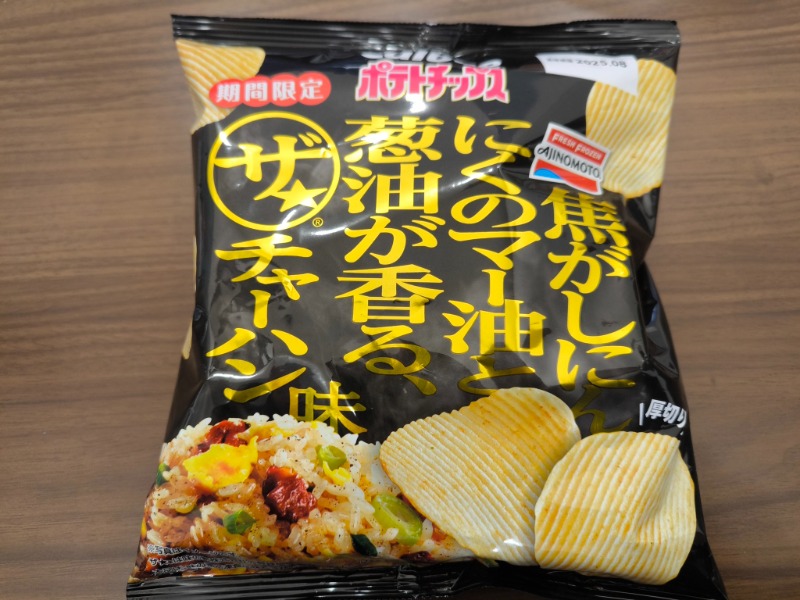 ポテトチップス
期間限定
2025.08
FRESH FROZEN
AJINOMOTO
焦がしにん
にくのマー油と
葱油が香る、
ザ★®
チャーハン
味
厚切り